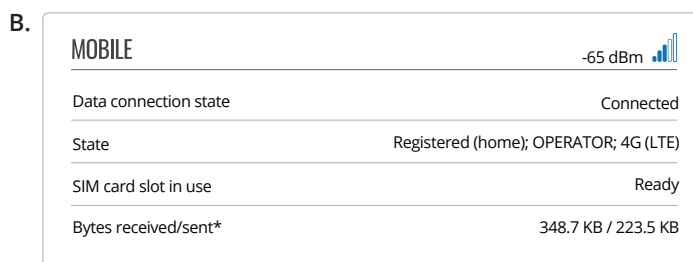 B.
MOBILE -65 dBm
Data connection state Connected
State Registered (home); OPERATOR; 4G (LTE)
SIM card slot in use Ready
Bytes received/sent* 348.7 KB / 223.5 KB